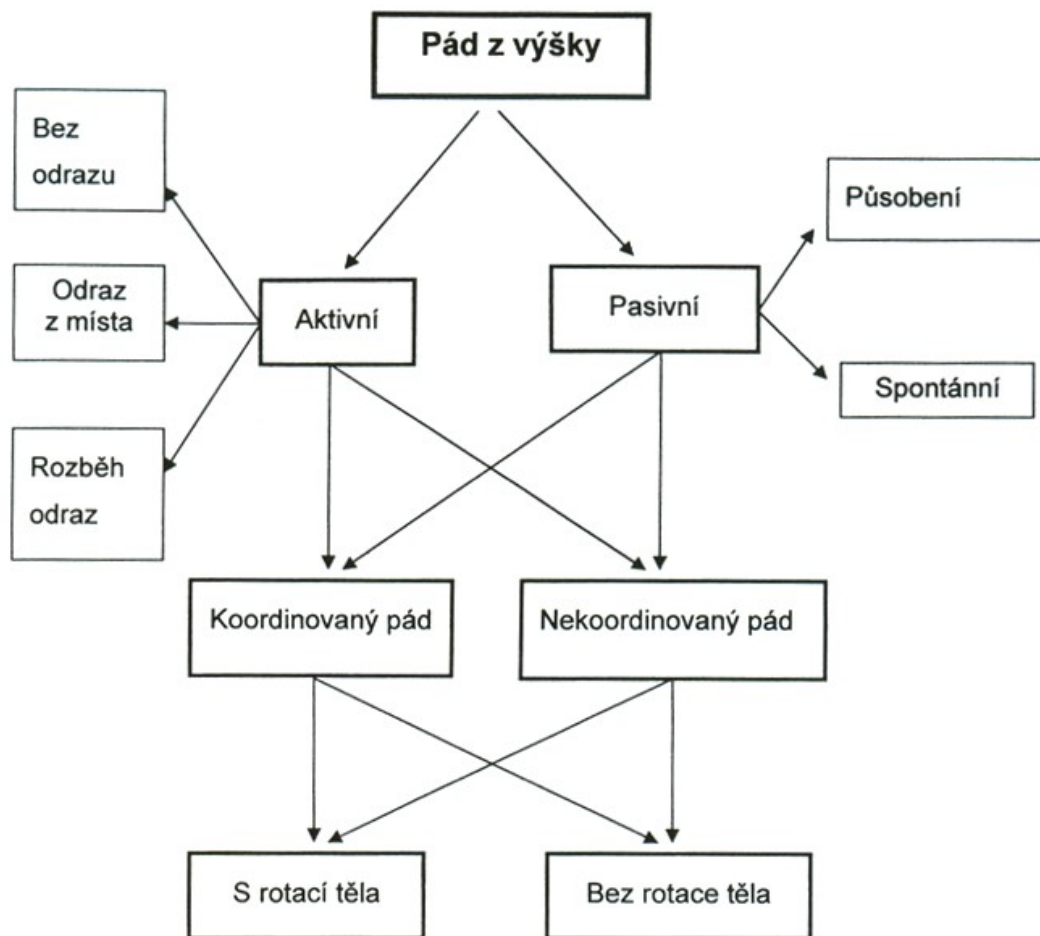 Pád z výšky
Bez
odrazu
Působení
Odraz
z místa
Aktivní
Pasivní
Spontánní
Rozběh
odraz
Koordinovaný pád
Nekoordinovaný pád
S rotací těla
Bez rotace těla